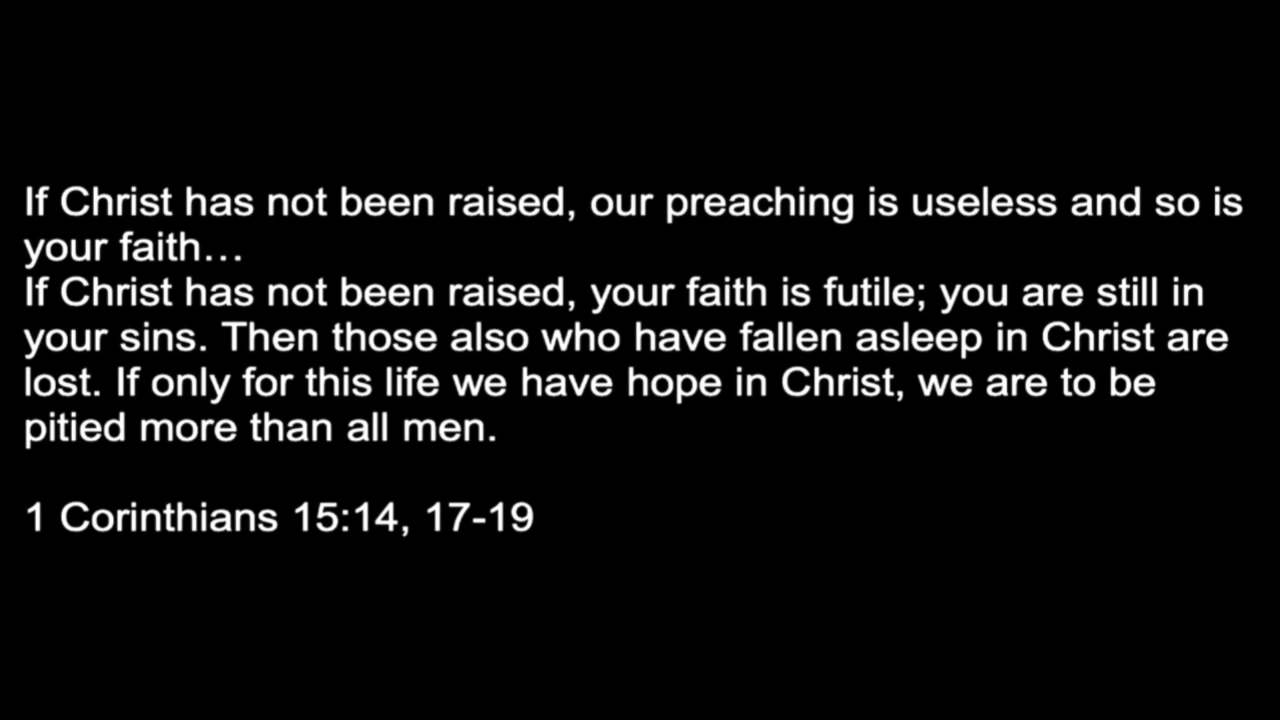 If Christ has not been raised, our preaching is useless and so is
your faith…
If Christ has not been raised, your faith is futile; you are still in
your sins. Then those also who have fallen asleep in Christ are
lost. If only for this life we have hope in Christ, we are to be
pitied more than all men.
1 Corinthians 15:14, 17-19